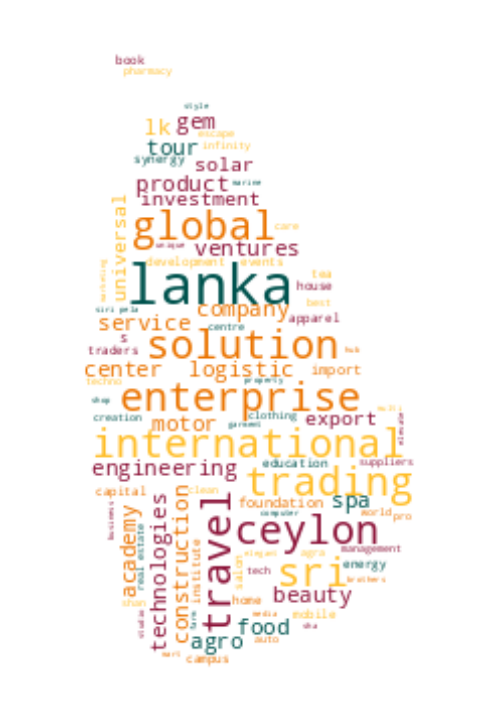 book
pharmacy
style
lk gem
escape
tour infinity
synergy
solar
product marine
investment
universal
global care
unique ventures
development events
marketing
lanka tea
house
siri pela company best
apparel
service centre
solution
s
traders hub
center logistic import
techno property
shop enterprise multi
creation clothing export
motor garment
elevate
international
engineering education suppliers
trading
capital clean
spa
foundation
business
world
computer pro
academy
real estate
technologies
construction
institute
travel
ceylon
management
elegant agra
energy
salon
tech sri
brothers
beauty
shan home
studio
farm
media mobile
food sha
agro auto
mart campus